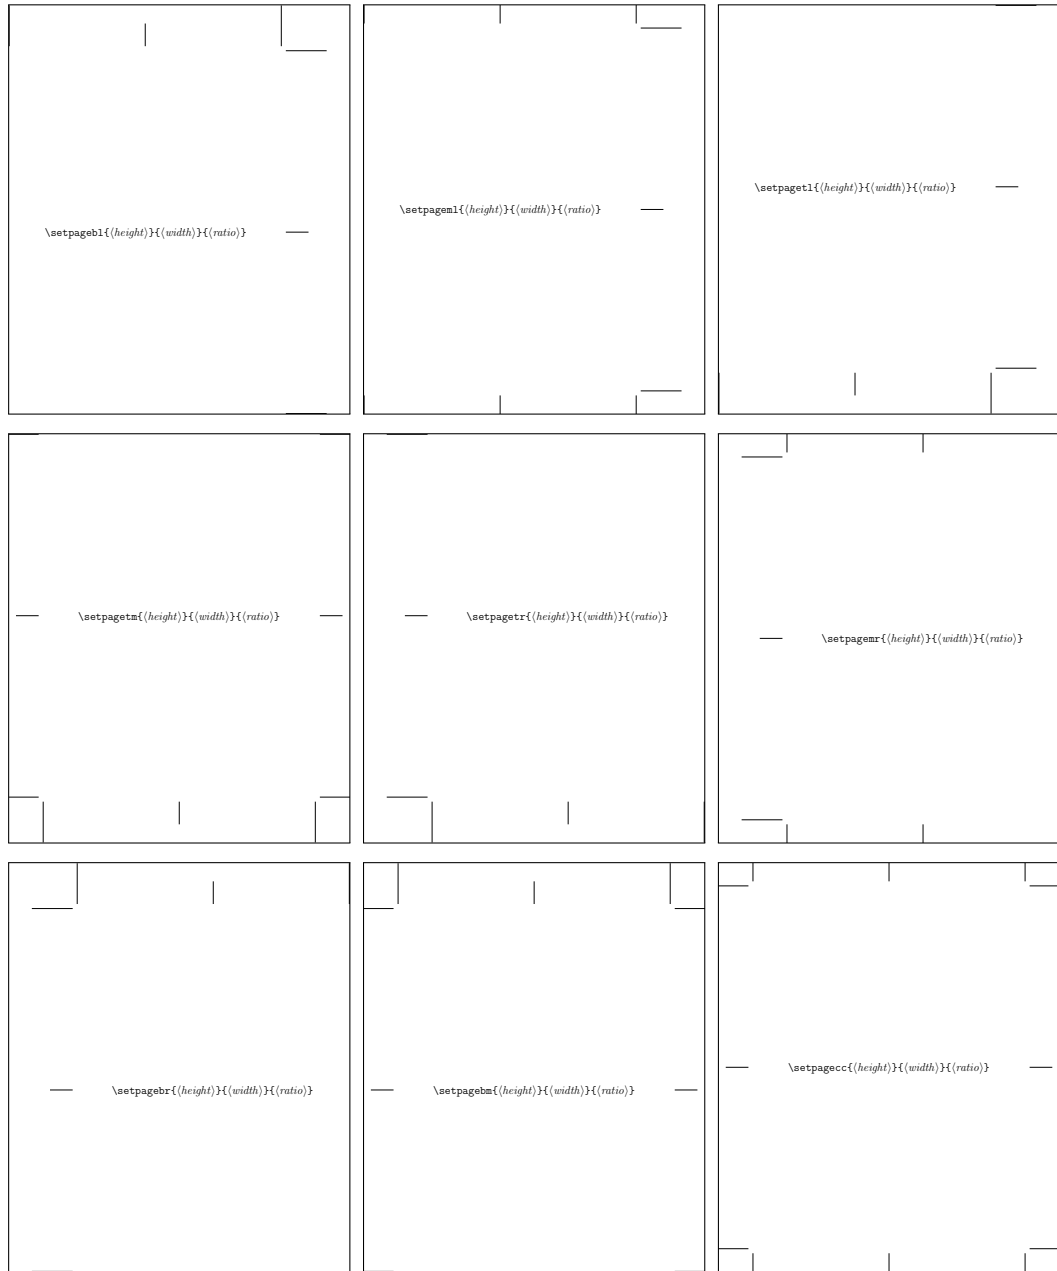 \setpagebl{⟨height⟩}{⟨width⟩}{⟨ratio⟩}
\setpageml{⟨height⟩}{⟨width⟩}{⟨ratio⟩}
\setpagetl{⟨height⟩}{⟨width⟩}{⟨ratio⟩}
\setpagetm{⟨height⟩}{⟨width⟩}{⟨ratio⟩}
\setpagetr{⟨height⟩}{⟨width⟩}{⟨ratio⟩}
\setpagemr{⟨height⟩}{⟨width⟩}{⟨ratio⟩}
\setpagebr{⟨height⟩}{⟨width⟩}{⟨ratio⟩}
\setpagebm{⟨height⟩}{⟨width⟩}{⟨ratio⟩}
\setpagecc{⟨height⟩}{⟨width⟩}{⟨ratio⟩}